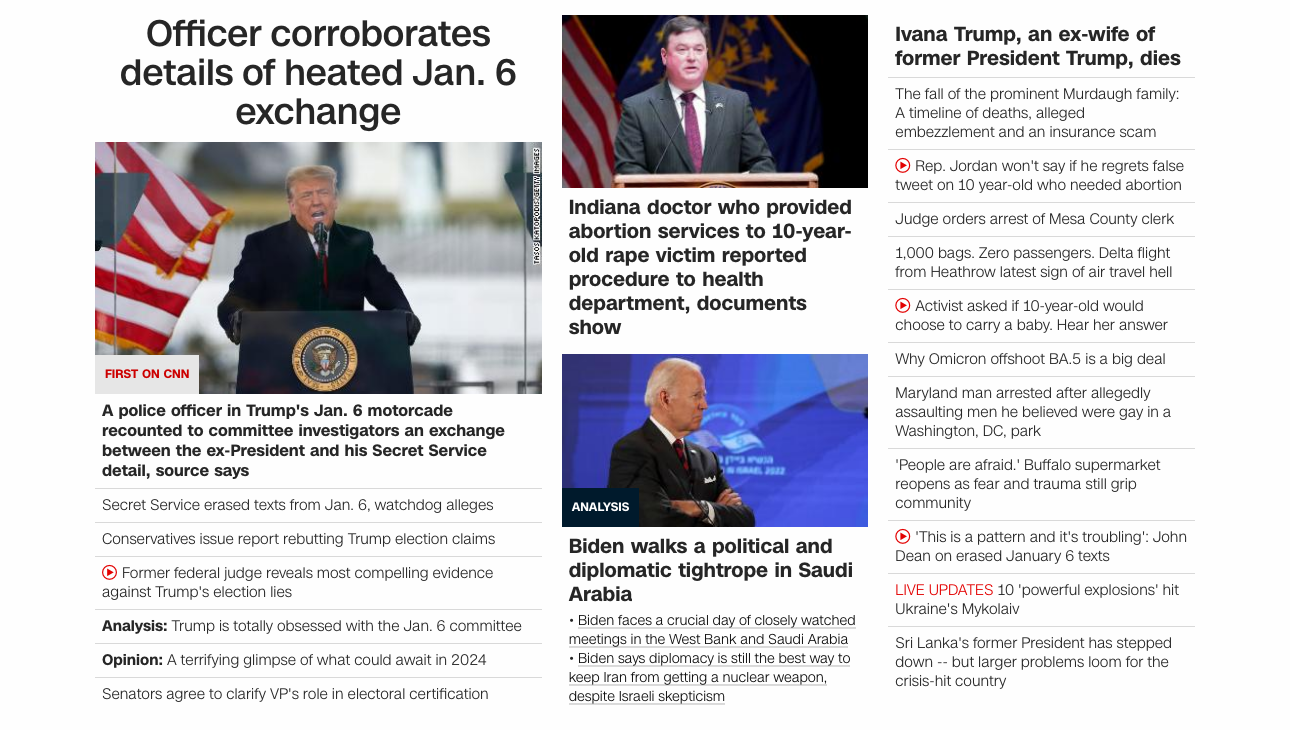 Officer corroborates
details of heated Jan. 6
exchange
TASOS KATOPODIS/GETTY IMAGES
FIRST ON CNN
A police officer in Trump's Jan. 6 motorcade
recounted to committee investigators an exchange
between the ex-President and his Secret Service
detail, source says
Secret Service erased texts from Jan. 6, watchdog alleges
Conservatives issue report rebutting Trump election claims
Former federal judge reveals most compelling evidence
against Trump's election lies
Analysis: Trump is totally obsessed with the Jan. 6 committee
Opinion: A terrifying glimpse of what could await in 2024
Senators agree to clarify VP's role in electoral certification
Indiana doctor who provided
abortion services to 10-year-
old rape victim reported
procedure to health
department, documents
show
IN ISRAEL 2022
ANALYSIS
Biden walks a political and
diplomatic tightrope in Saudi
Arabia
• Biden faces a crucial day of closely watched
meetings in the West Bank and Saudi Arabia
• Biden says diplomacy is still the best way to
keep Iran from getting a nuclear weapon,
despite Israeli skepticism
Ivana Trump, an ex-wife of
former President Trump, dies
The fall of the prominent Murdaugh family:
A timeline of deaths, alleged
embezzlement and an insurance scam
Rep. Jordan won't say if he regrets false
tweet on 10 year-old who needed abortion
Judge orders arrest of Mesa County clerk
1,000 bags. Zero passengers. Delta flight
from Heathrow latest sign of air travel hell
Activist asked if 10-year-old would
choose to carry a baby. Hear her answer
Why Omicron offshoot BA.5 is a big deal
Maryland man arrested after allegedly
assaulting men he believed were gay in a
Washington, DC, park
'People are afraid.' Buffalo supermarket
reopens as fear and trauma still grip
community
'This is a pattern and it's troubling': John
Dean on erased January 6 texts
LIVE UPDATES 10 'powerful explosions' hit
Ukraine's Mykolaiv
Sri Lanka's former President has stepped
down -- but larger problems loom for the
crisis-hit country